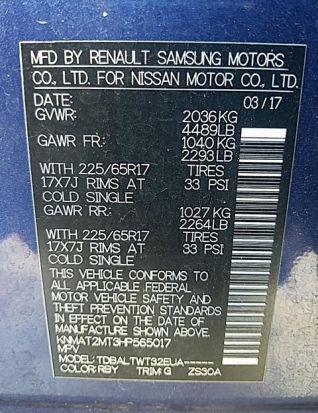 MFD BY RENAULT SAMSUNG MOTORS
CO., LTD. FOR NISSAN MOTOR CO., LTD.
DATE: 03/17
GVWR: 2036KG
4489LB
GAWR FR: 1040 KG
2293LB
WITH 225/65R17 TIRES
17X7J RIMS AT 33 PSI
COLD SINGLE
GAWR RR: 1027 KG
2264LB
WITH 225/65R17 TIRES
17X7J RIMS AT 33 PSI
COLD SINGLE
THIS VEHICLE CONFORMS TO
ALL APPLICABLE FEDERAL
MOTOR VEHICLE SAFETY AND
THEFT PREVENTION STANDARDS
IN EFFECT ON THE DATE OF
MANUFACTURE SHOWN ABOVE.
KNMAT2MT3HP565017
MPV
MODEL: TDBALTWT32EUA-----
COLOR: RBY TRIM: G ZS30A